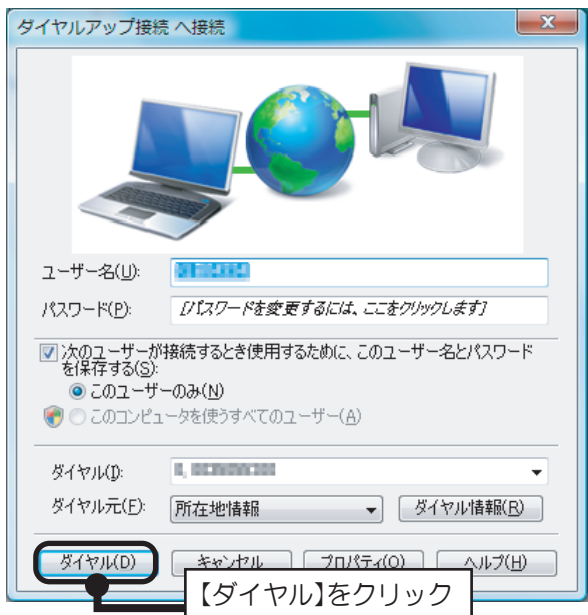 ダイヤルアップ接続 へ接続
ユーザー名(U):
パスワード(P): [パスワードを変更するには、ここをクリックします]
次のユーザーが接続するとき使用するために、このユーザー名とパスワード
を保存する(S):
このユーザーのみ(N)
このコンピュータを使うすべてのユーザー(A)
ダイヤル(I):
ダイヤル元(F): 所在地情報 ダイヤル情報(R)
ダイヤル(D) キャンセル プロパティ(O) ヘルプ(H)
【ダイヤル】をクリック